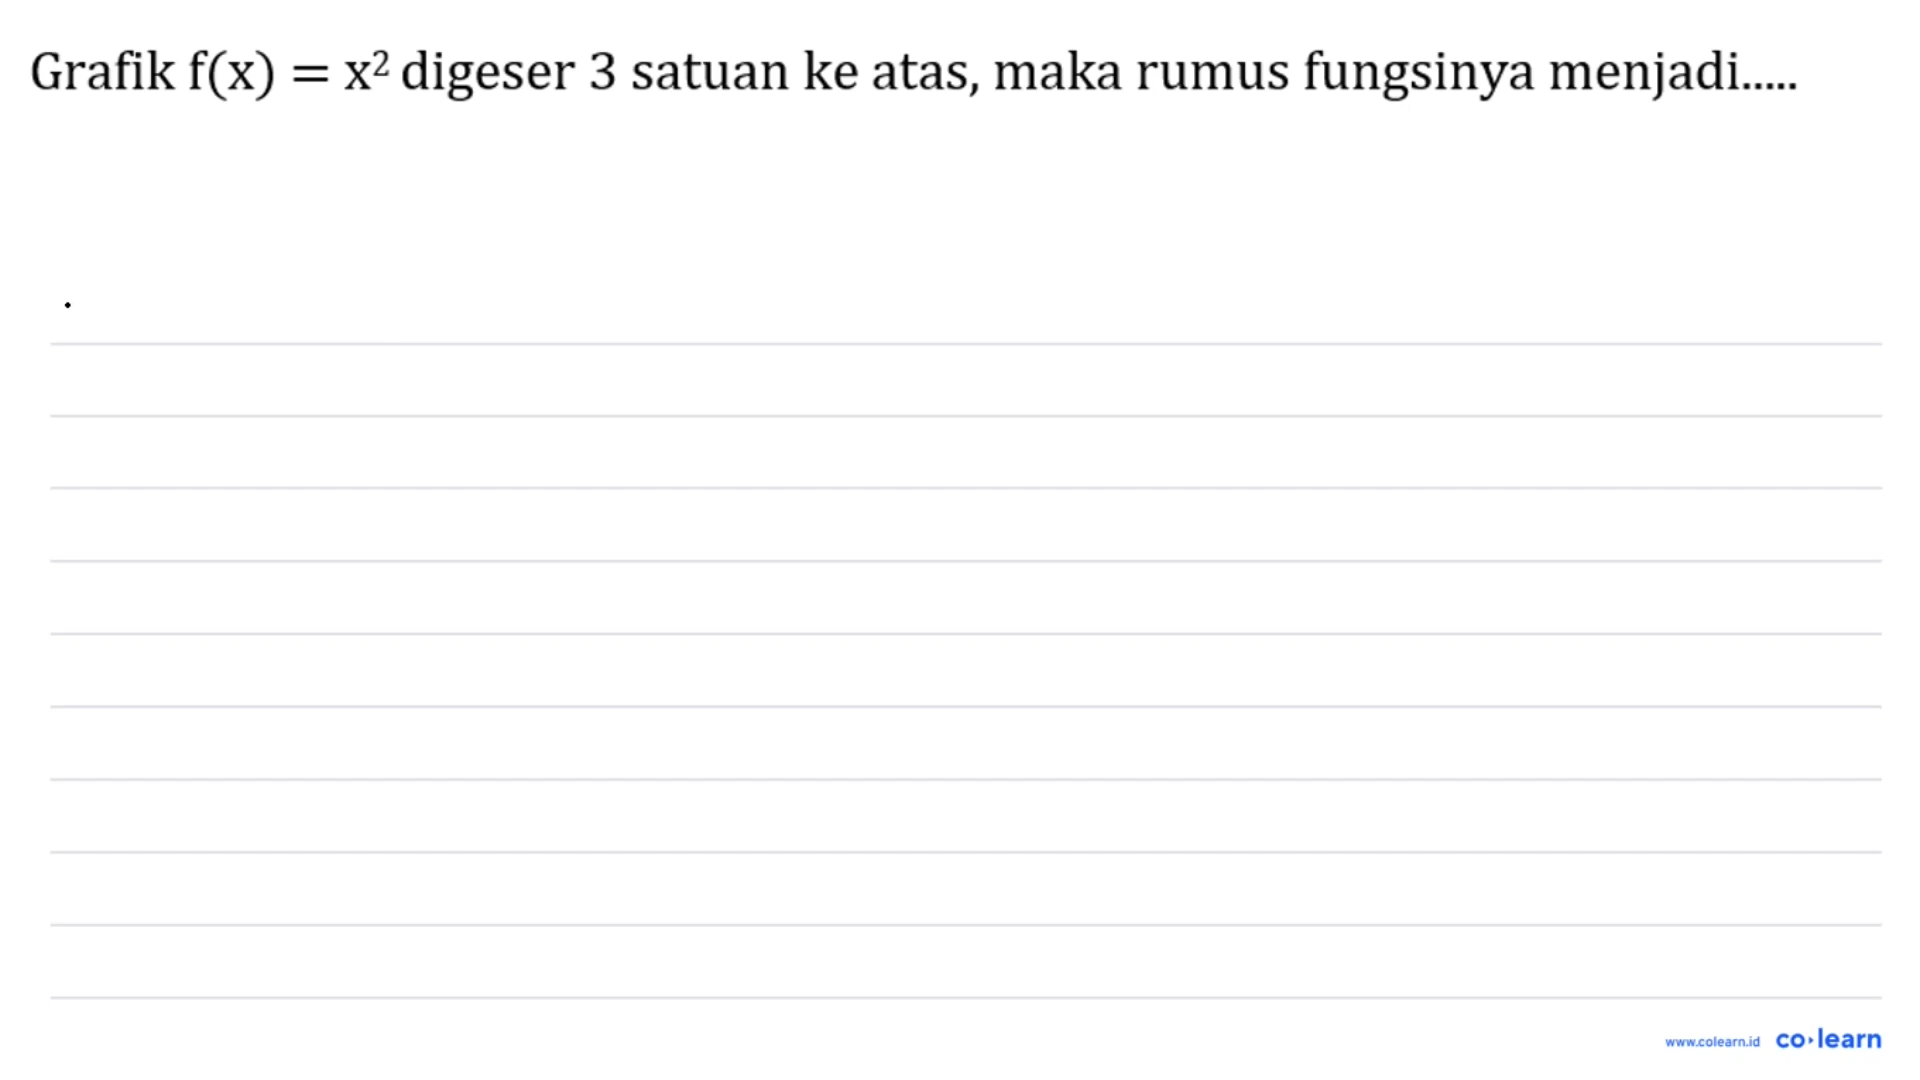 Grafik f(x) = x² digeser 3 satuan ke atas, maka rumus fungsinya menjadi.....
www.colearn.id co learn